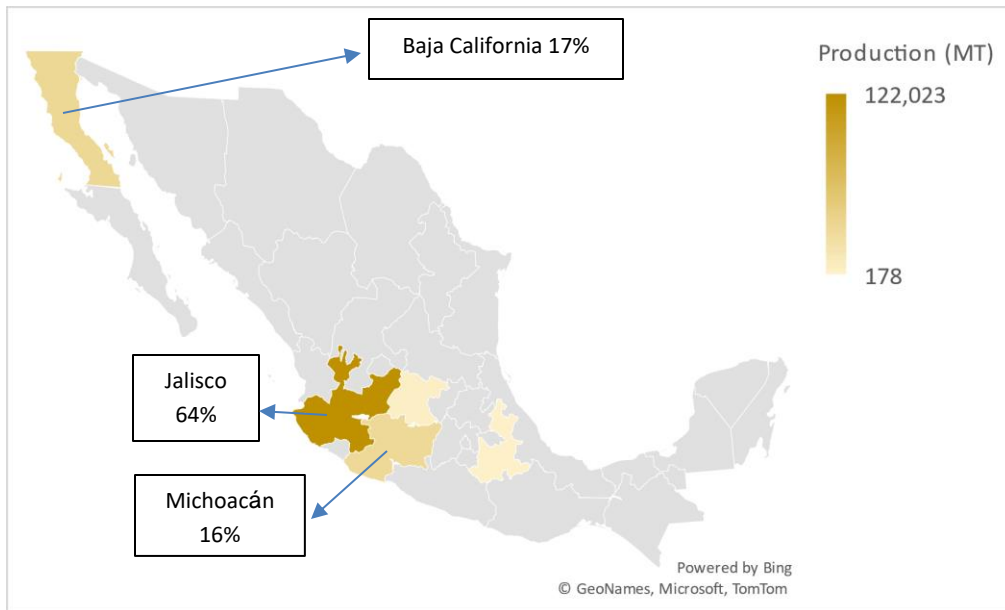 Baja California 17%
Production (MT)
122,023
178
Jalisco
64%
Michoacán
16%
Powered by Bing
© GeoNames, Microsoft, TomTom